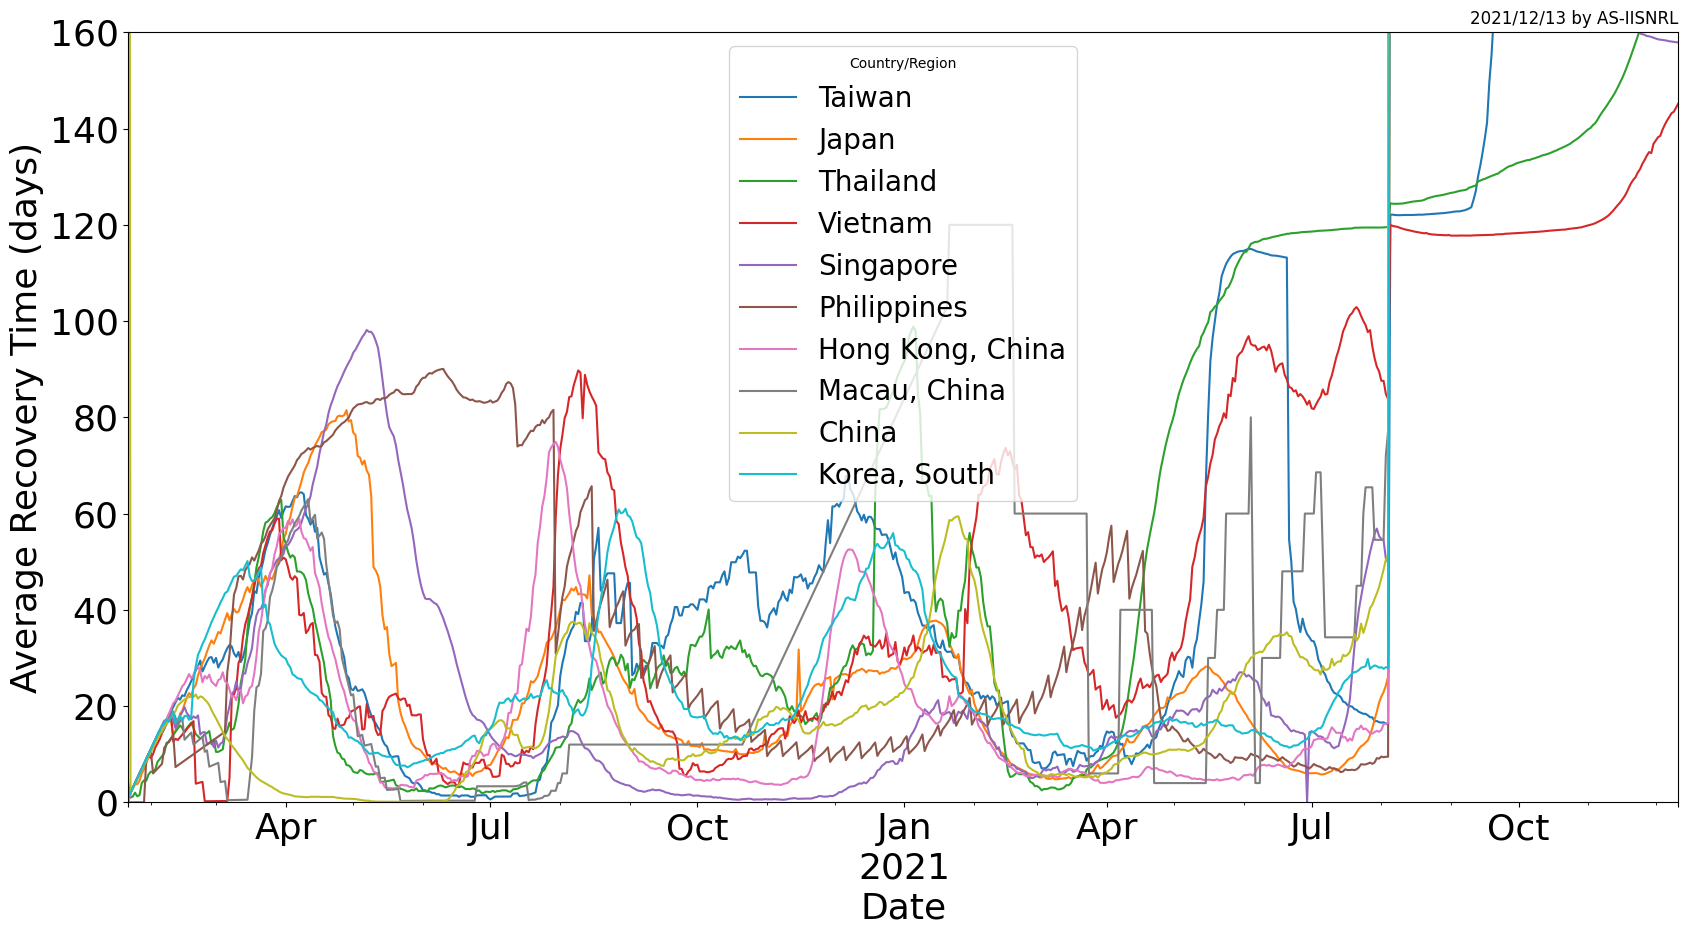 2021/12/13 by AS-IISNRL
160
140
120
100
80
60
40
20
0
Average Recovery Time (days)
Country/Region
Taiwan
Japan
Thailand
Vietnam
Singapore
Philippines
Hong Kong, China
Macau, China
China
Korea, South
Apr
Jul
Oct
Jan
2021
Apr
Jul
Oct
Date